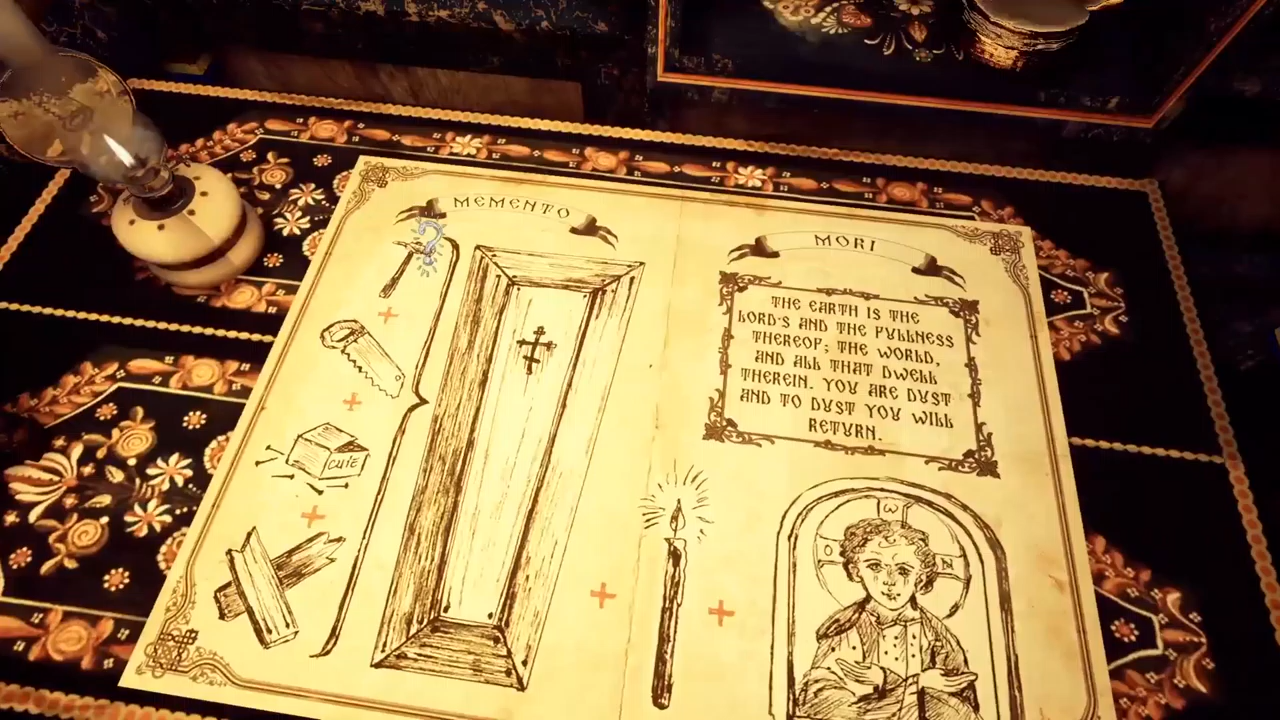 MEMENTO
MORI
THE EARTH IS THE
LORD'S AND THE FULLNESS
THEREOF; THE WORLD,
AND ALL THAT DWELL
THEREIN. YOU ARE DUST
AND TO DUST YOU WILL
RETURN.
ω
O N